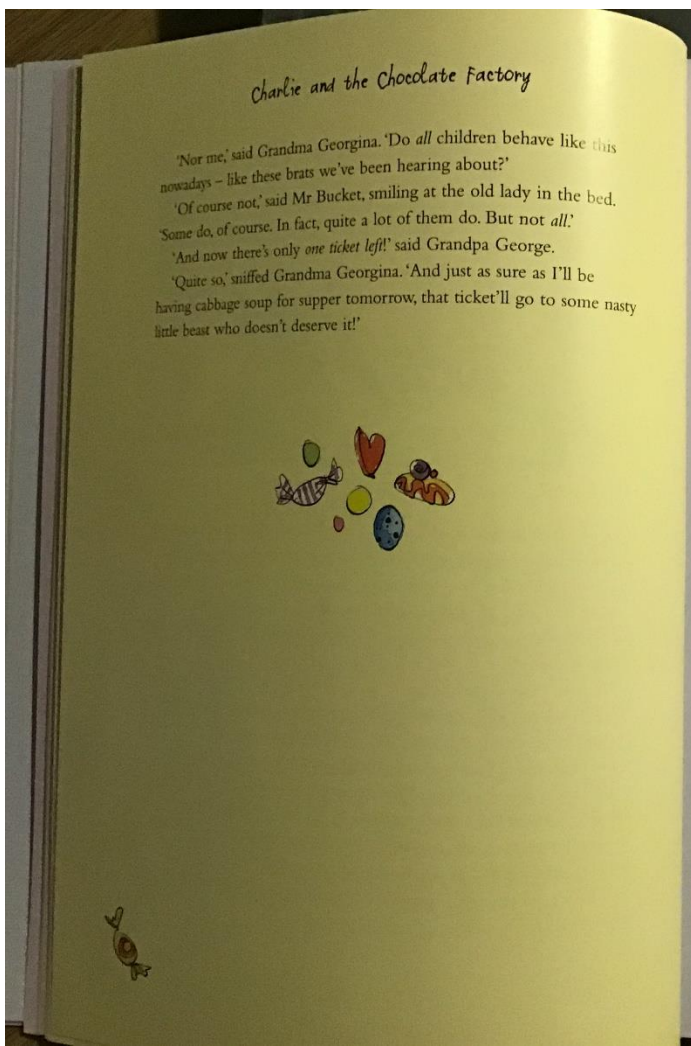 Charlie and the Chocolate Factory
‘Nor me,’ said Grandma Georgina. ‘Do all children behave like this
nowadays – like these brats we’ve been hearing about?’
‘Of course not,’ said Mr Bucket, smiling at the old lady in the bed.
‘Some do, of course. In fact, quite a lot of them do. But not all.’
‘And now there’s only one ticket left!’ said Grandpa George.
‘Quite so,’ sniffed Grandma Georgina. ‘And just as sure as I’ll be
having cabbage soup for supper tomorrow, that ticket’ll go to some nasty
little beast who doesn’t deserve it!’